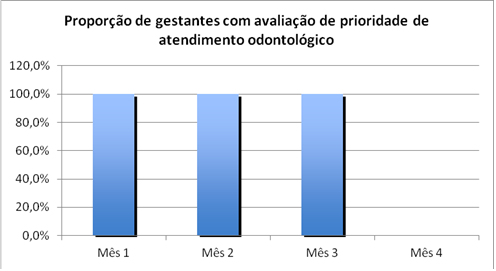 Proporção de gestantes com avaliação de prioridade de
atendimento odontológico
120,0%
100,0%
80,0%
60,0%
40,0%
20,0%
0,0%
Mês 1 Mês 2 Mês 3 Mês 4